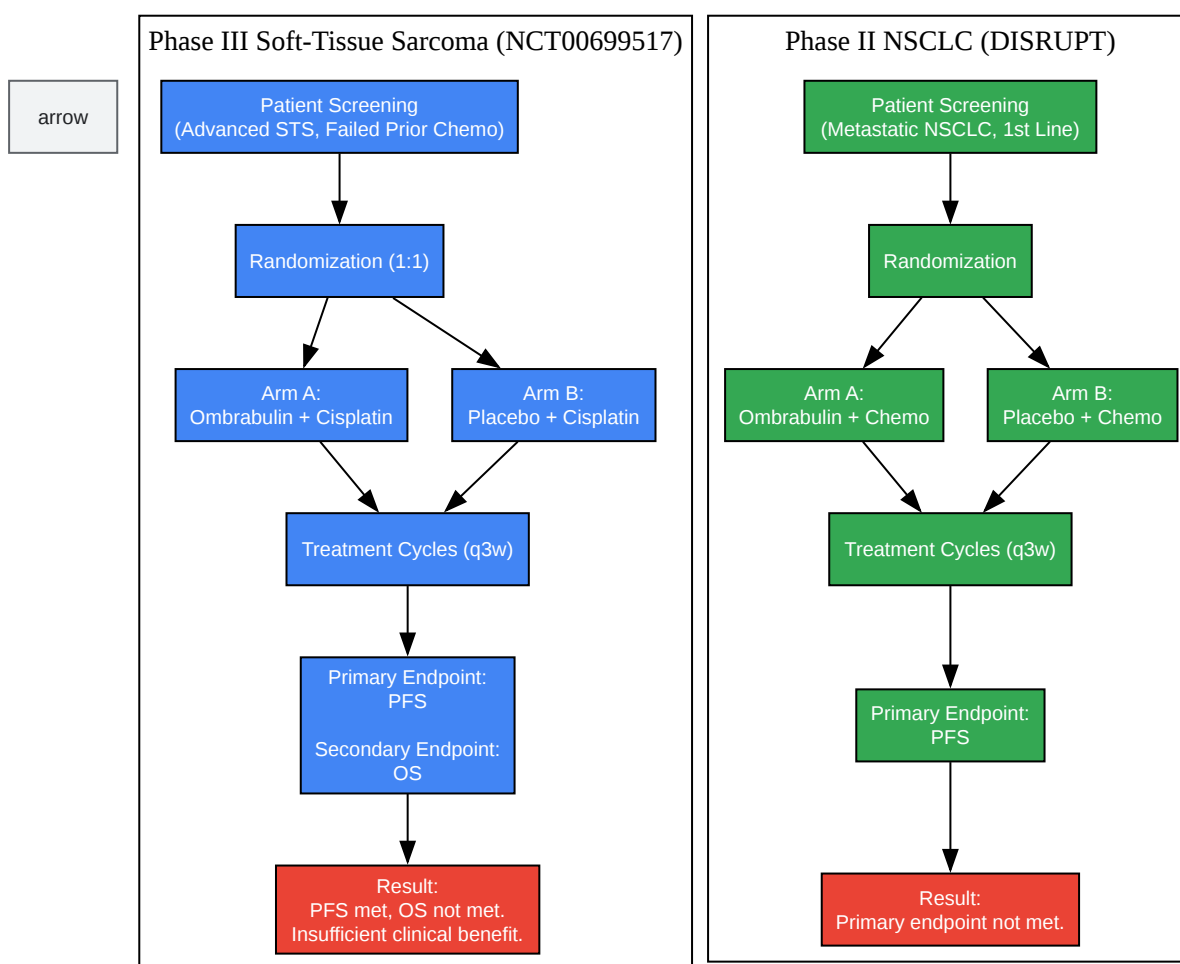 arrow
Phase III Soft-Tissue Sarcoma (NCT00699517)
Patient Screening
(Advanced STS, Failed Prior Chemo)
Randomization (1:1)
Arm A:
Ombrabulin + Cisplatin
Arm B:
Placebo + Cisplatin
Treatment Cycles (q3w)
Primary Endpoint:
PFS
Secondary Endpoint:
OS
Result:
PFS met, OS not met.
Insufficient clinical benefit.
Phase II NSCLC (DISRUPT)
Patient Screening
(Metastatic NSCLC, 1st Line)
Randomization
Arm A:
Ombrabulin + Chemo
Arm B:
Placebo + Chemo
Treatment Cycles (q3w)
Primary Endpoint:
PFS
Result:
Primary endpoint not met.